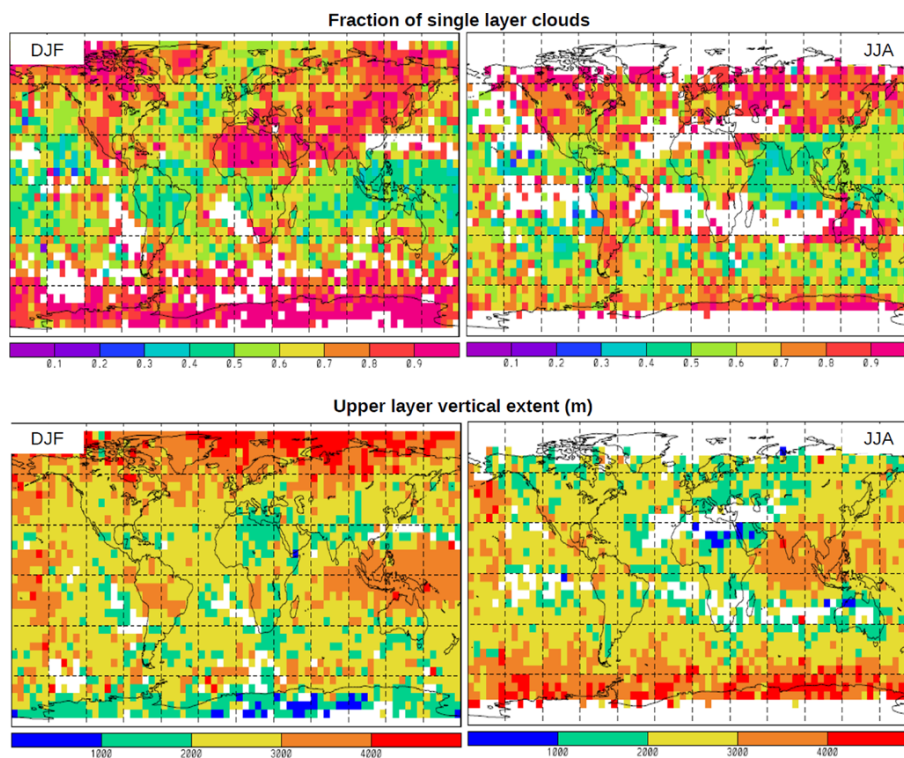 Fraction of single layer clouds
DJF JJA
0.1 0.2 0.3 0.4 0.5 0.6 0.7 0.8 0.9 0.1 0.2 0.3 0.4 0.5 0.6 0.7 0.8 0.9
Upper layer vertical extent (m)
DJF JJA
1000 2000 3000 4000 1000 2000 3000 4000